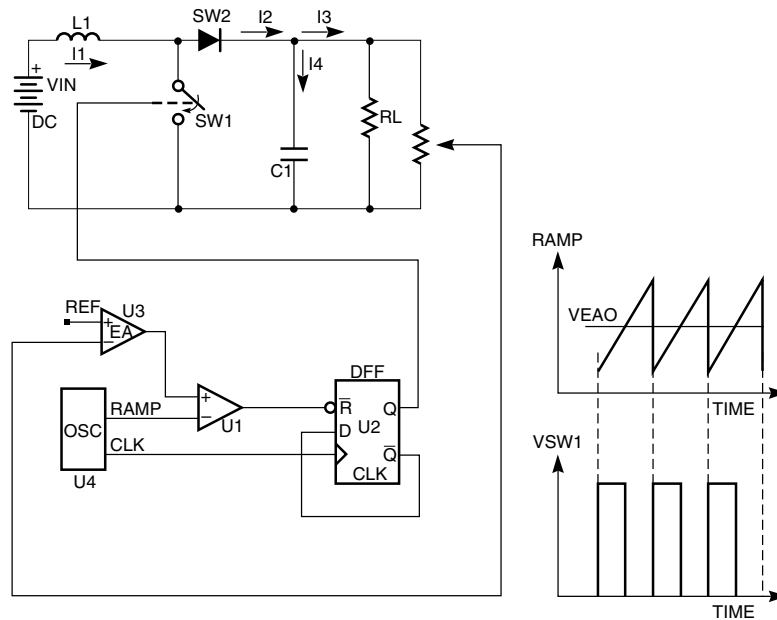 L1
SW2
I2
I3
I1
I4
+
VIN
DC
SW1
RL
C1
REF
U3
+
EA
−
DFF
RAMP
+
−
U1
R
Q
D
U2
Q
CLK
OSC
CLK
U4
RAMP
VEAO
TIME
VSW1
TIME